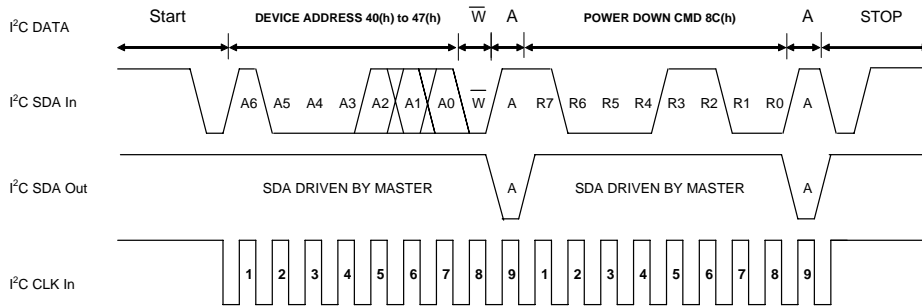 I²C DATA Start DEVICE ADDRESS 40(h) to 47(h) W̅ A POWER DOWN CMD 8C(h) A STOP
I²C SDA In A6 A5 A4 A3 A2 A1 A0 W̅ A R7 R6 R5 R4 R3 R2 R1 R0 A
I²C SDA Out SDA DRIVEN BY MASTER A SDA DRIVEN BY MASTER A
I²C CLK In 1 2 3 4 5 6 7 8 9 1 2 3 4 5 6 7 8 9